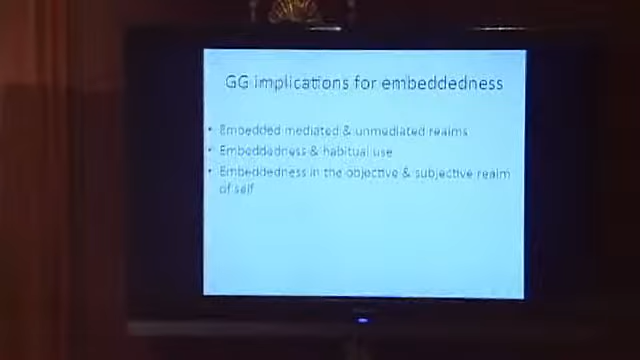 GG implications for embeddedness
• Embedded mediated & unmediated realms
• Embeddedness & habitual use
• Embeddedness in the objective & subjective realm
of self